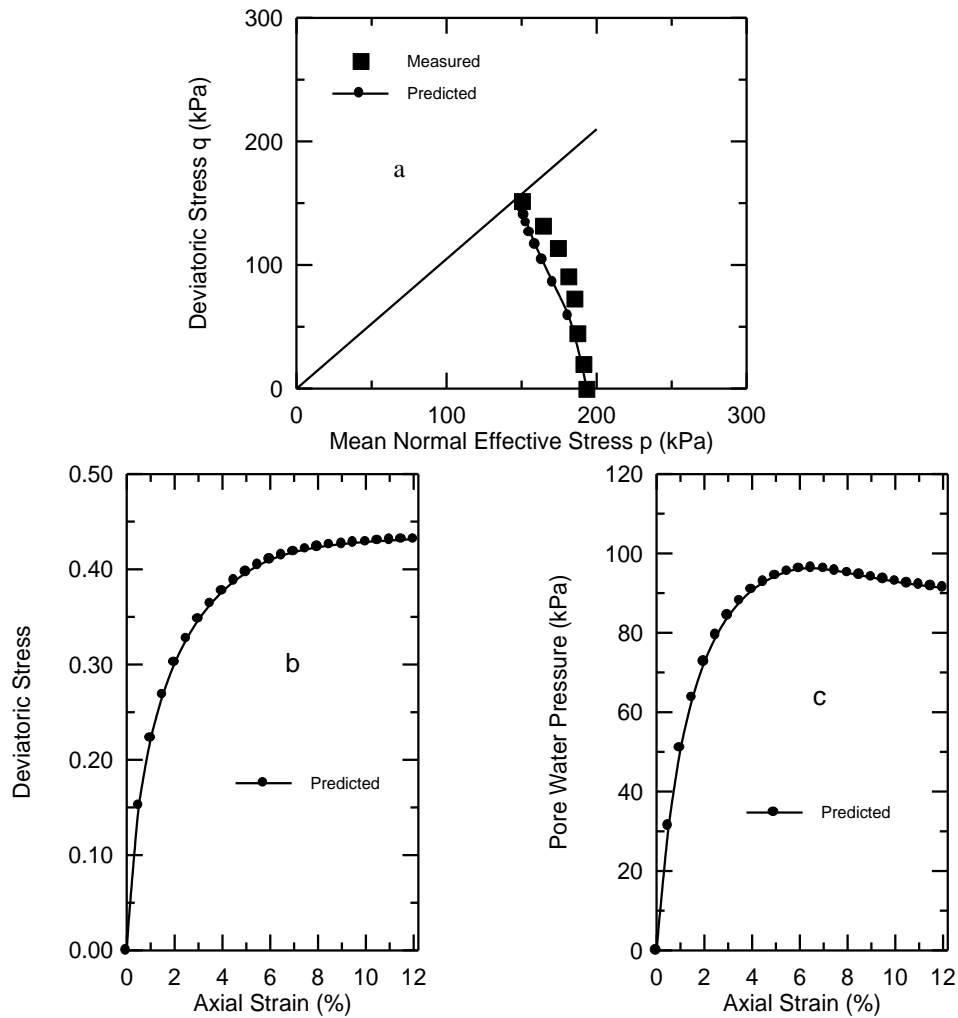 300
200
100
0
Deviatoric Stress q (kPa)
Measured
Predicted
a
0 100 200 300
Mean Normal Effective Stress p (kPa)
0.50
0.40
0.30
0.20
0.10
0.00
Deviatoric Stress
b
Predicted
0 2 4 6 8 10 12
Axial Strain (%)
120
100
80
60
40
20
0
Pore Water Pressure (kPa)
c
Predicted
0 2 4 6 8 10 12
Axial Strain (%)